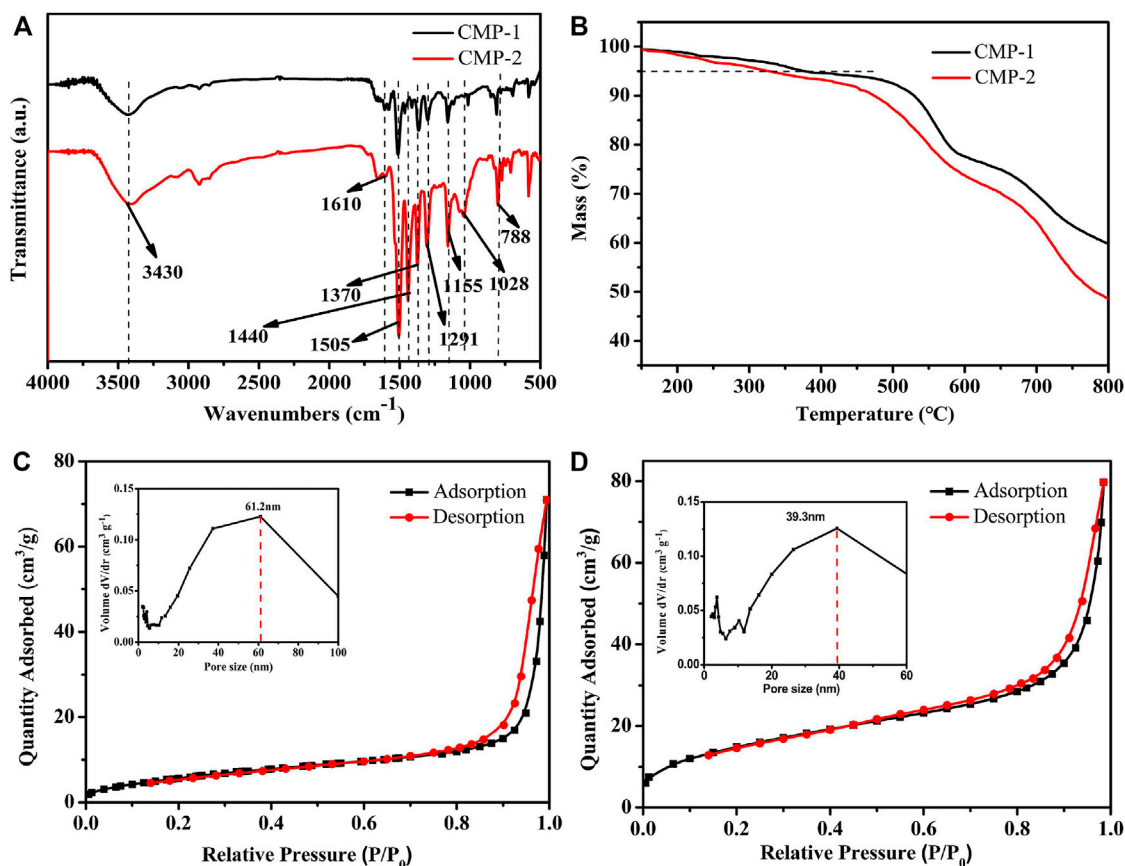 A
CMP-1
CMP-2
Transmittance (a.u.)
1610
3430
1370
1440
1505
1291
1155
1028
788
4000 3500 3000 2500 2000 1500 1000 500
Wavenumbers (cm⁻¹)
B
CMP-1
CMP-2
Mass (%)
100
90
80
70
60
50
40
200 300 400 500 600 700 800
Temperature (°C)
C
Adsorption
Desorption
Quantity Adsorbed (cm³/g)
80
60
40
20
0
0.0 0.2 0.4 0.6 0.8 1.0
Relative Pressure (P/P₀)
61.2nm
Volume dV/dr (cm³ g⁻¹)
0.15
0.10
0.05
0.00
0 20 40 60 80 100
Pore size (nm)
D
Adsorption
Desorption
Quantity Adsorbed (cm³/g)
80
60
40
20
0
0.0 0.2 0.4 0.6 0.8 1.0
Relative Pressure (P/P₀)
39.3nm
Volume dV/dr (cm³ g⁻¹)
0.15
0.10
0.05
0.00
0 10 20 30 40 50 60
Pore size (nm)